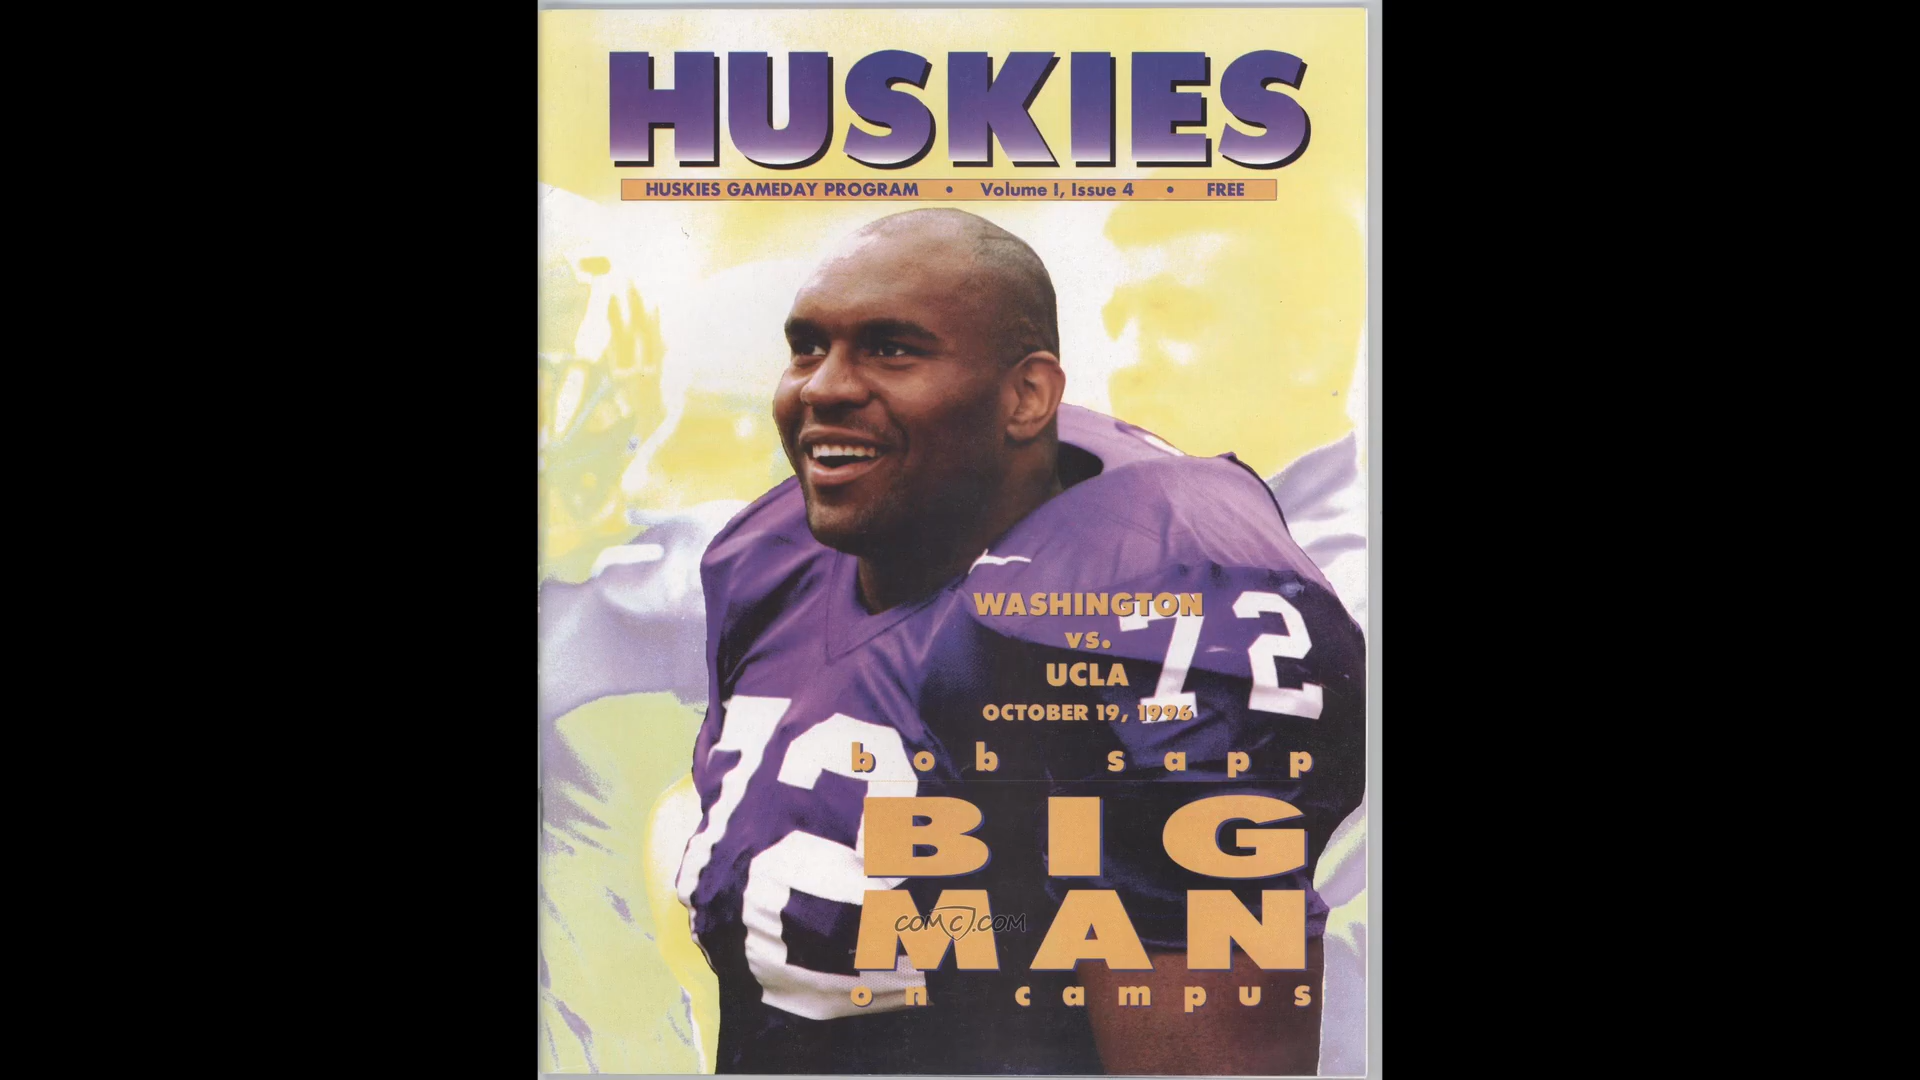 HUSKIES
HUSKIES GAMEDAY PROGRAM • Volume I, Issue 4 • FREE
72
WASHINGTON
vs.
UCLA
OCTOBER 19, 1996
72
bob sapp
BIG
MAN
COMC.COM
on campus